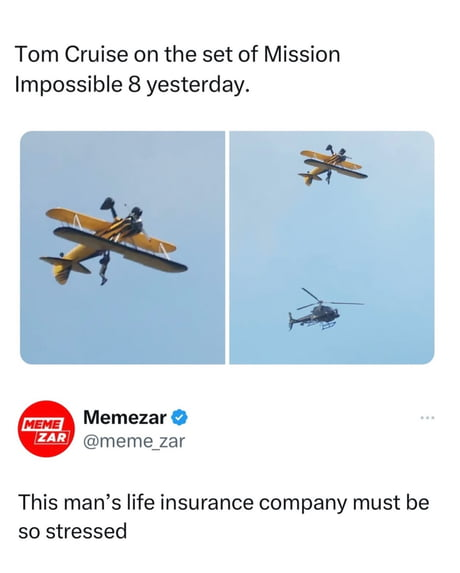 Tom Cruise on the set of Mission
Impossible 8 yesterday.
MEME
ZAR
Memezar
@meme_zar
This man’s life insurance company must be
so stressed